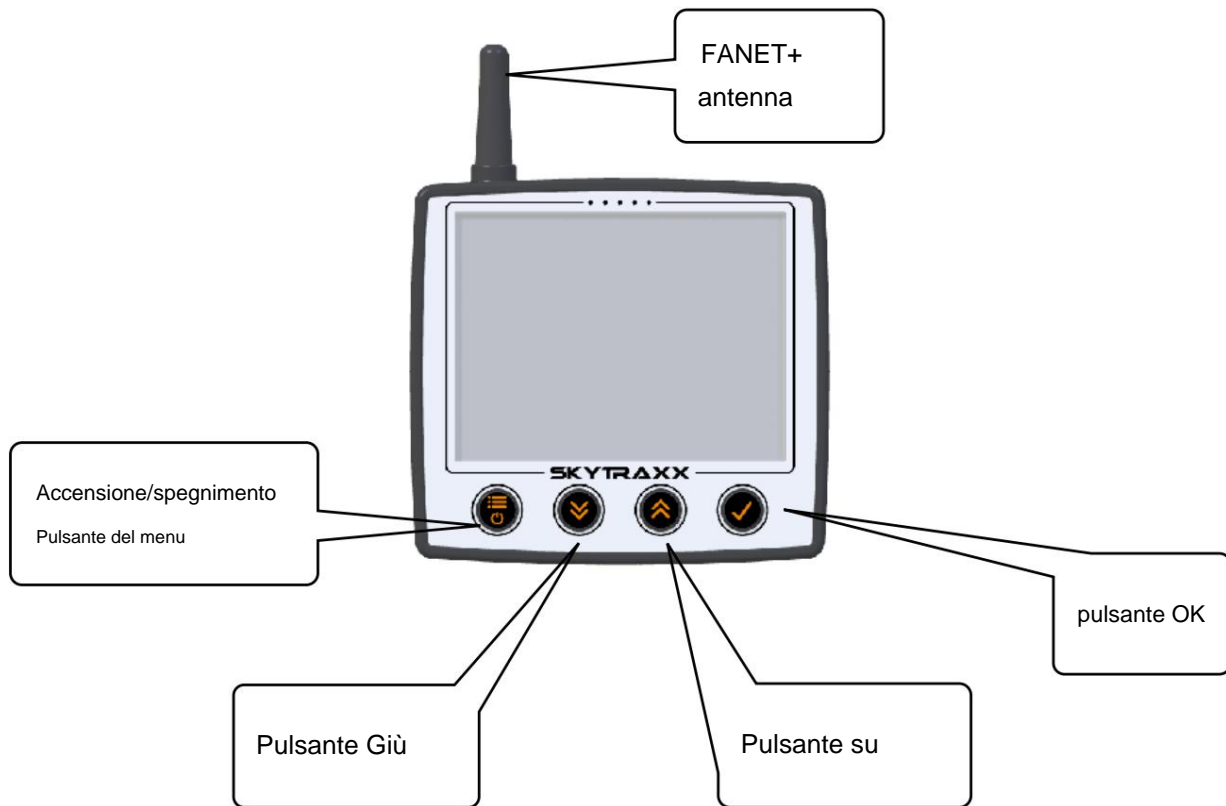 FANET+
antenna
SKYTRAXX
Accensione/spegnimento
Pulsante del menu
pulsante OK
Pulsante Giù
Pulsante su